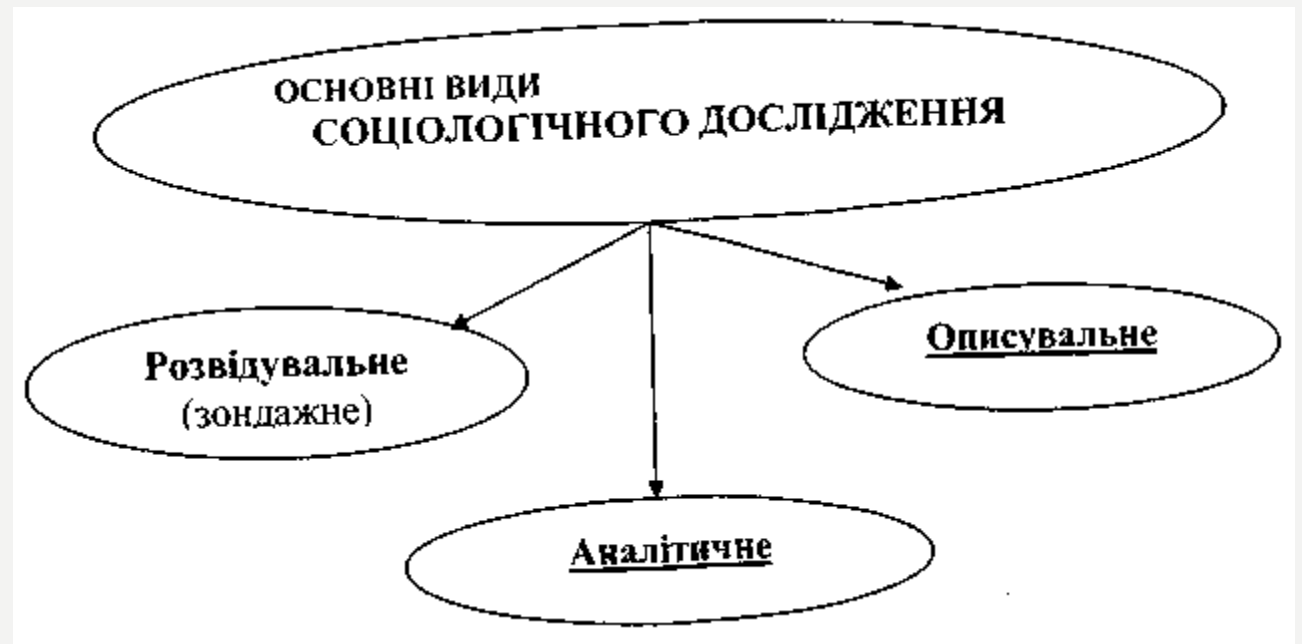 ОСНОВНІ ВИДИ
СОЦІОЛОГІЧНОГО ДОСЛІДЖЕННЯ
Розвідувальне
(зондажне)
Описувальне
Аналітичне